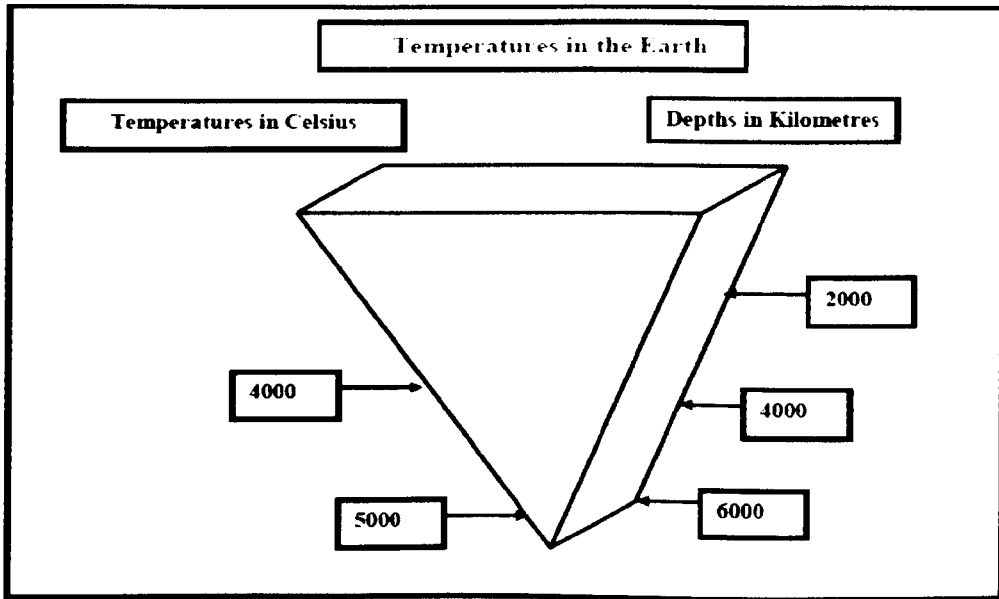 Temperatures in the Earth
Temperatures in Celsius
Depths in Kilometres
2000
4000
4000
5000
6000